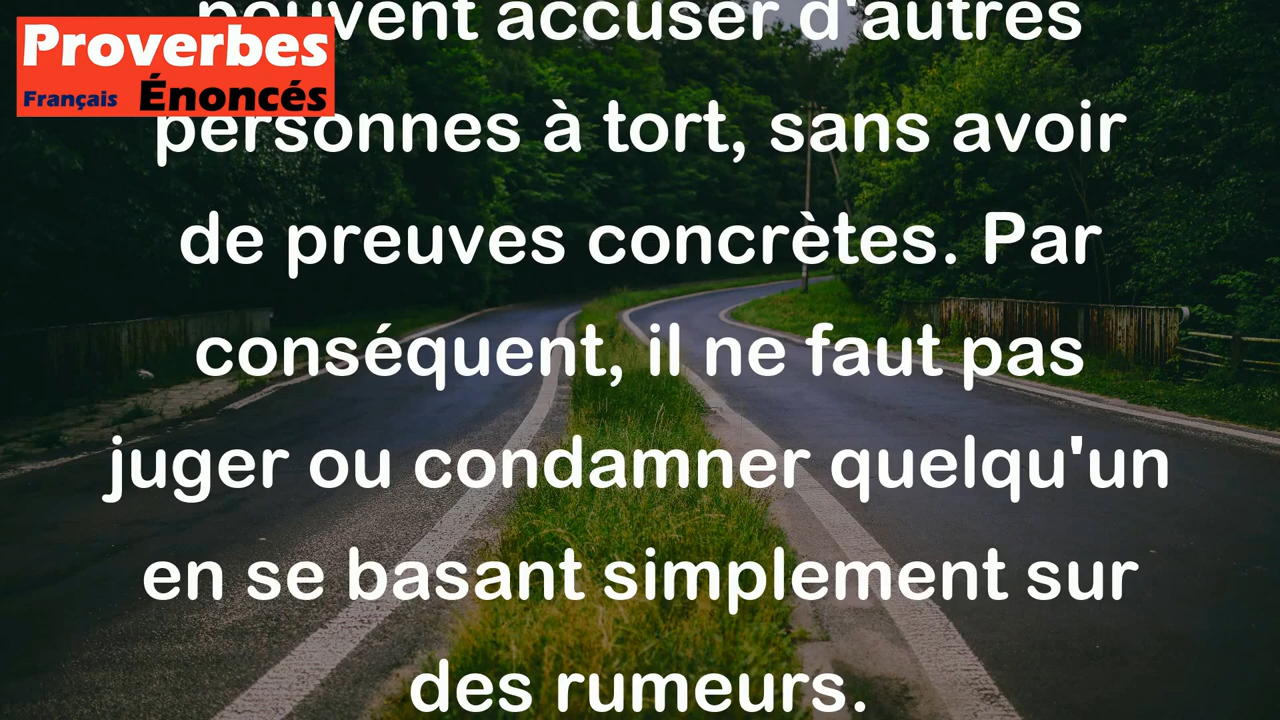 Proverbes
Français Énoncés
peuvent accuser d'autres
personnes à tort, sans avoir
de preuves concrètes. Par
conséquent, il ne faut pas
juger ou condamner quelqu'un
en se basant simplement sur
des rumeurs.